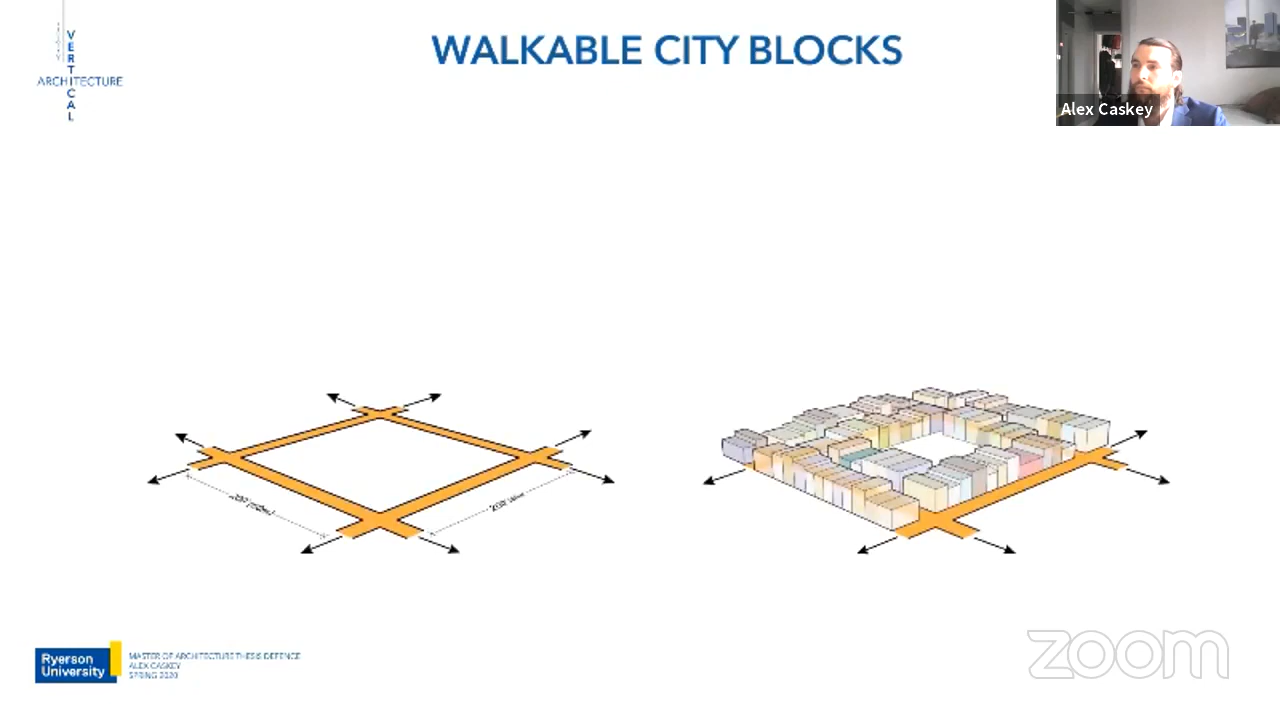 WALKABLE CITY BLOCKS
VERTICAL
ARCHITECTURE
Alex Caskey
Ryerson
University
MASTER OF ARCHITECTURE THESIS DEFENCE
ALEX CASKEY
SPRING 2020
zoom